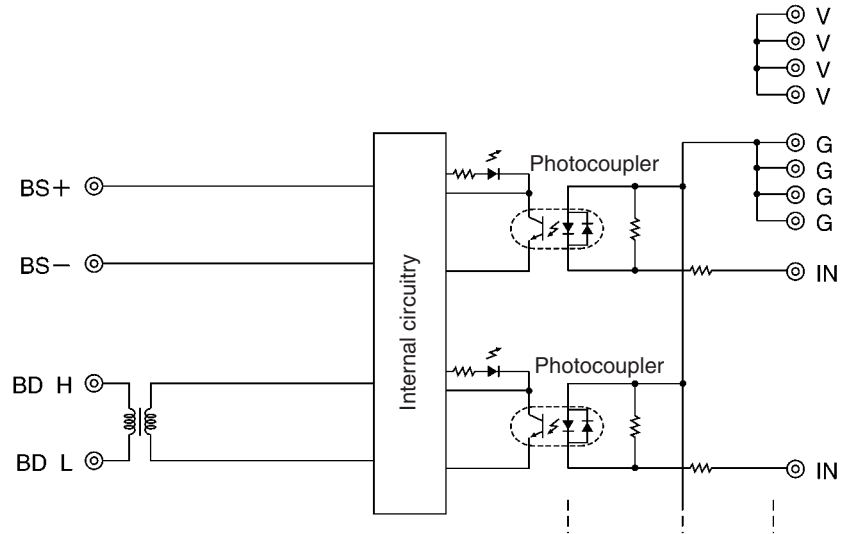 V
V
V
V
G
G
G
G
Photocoupler
BS+
BS−
IN
Internal circuitry
Photocoupler
BD H
BD L
IN